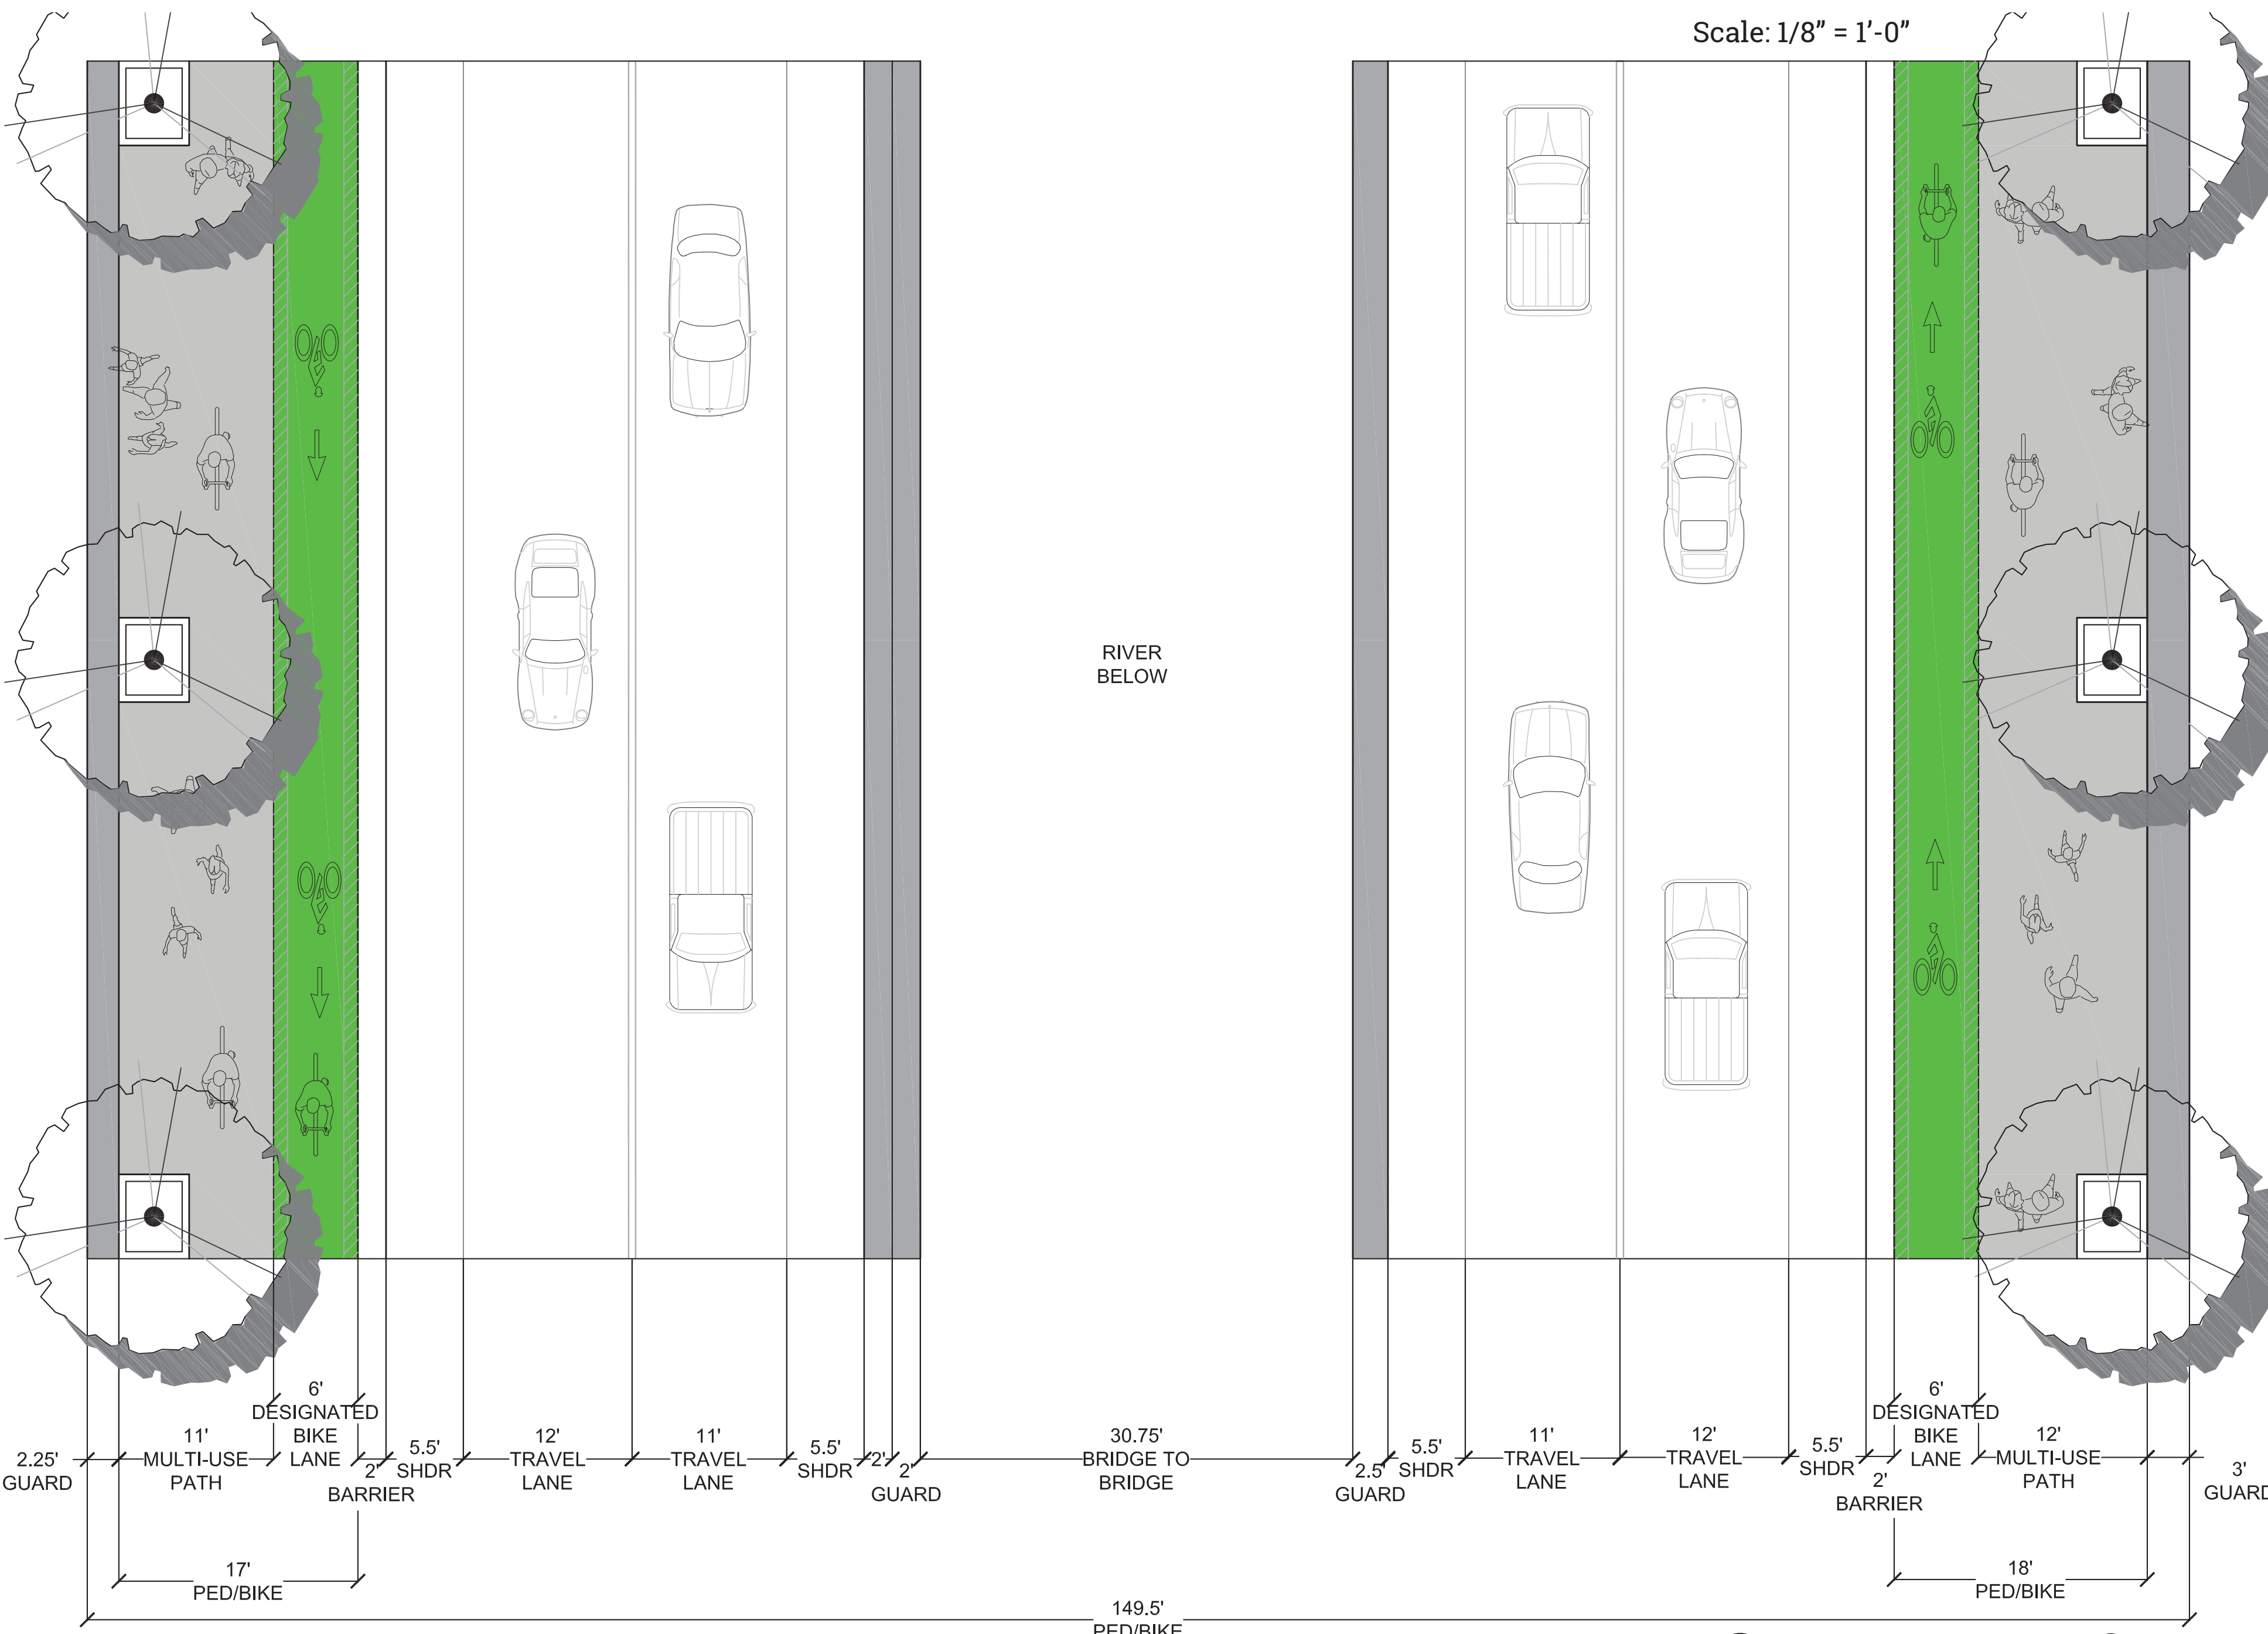 Scale: 1/8” = 1’-0”
RIVER
BELOW
2.25'
GUARD
11'
MULTI-USE
PATH
6'
DESIGNATED
BIKE
LANE
2'
BARRIER
5.5'
SHDR
12'
TRAVEL
LANE
11'
TRAVEL
LANE
5.5'
SHDR
2'
2'
GUARD
30.75'
BRIDGE TO
BRIDGE
2.5'
GUARD
5.5'
SHDR
11'
TRAVEL
LANE
12'
TRAVEL
LANE
5.5'
SHDR
2'
BARRIER
6'
DESIGNATED
BIKE
LANE
12'
MULTI-USE
PATH
3'
GUARD
17'
PED/BIKE
18'
PED/BIKE
149.5'
PED/BIKE